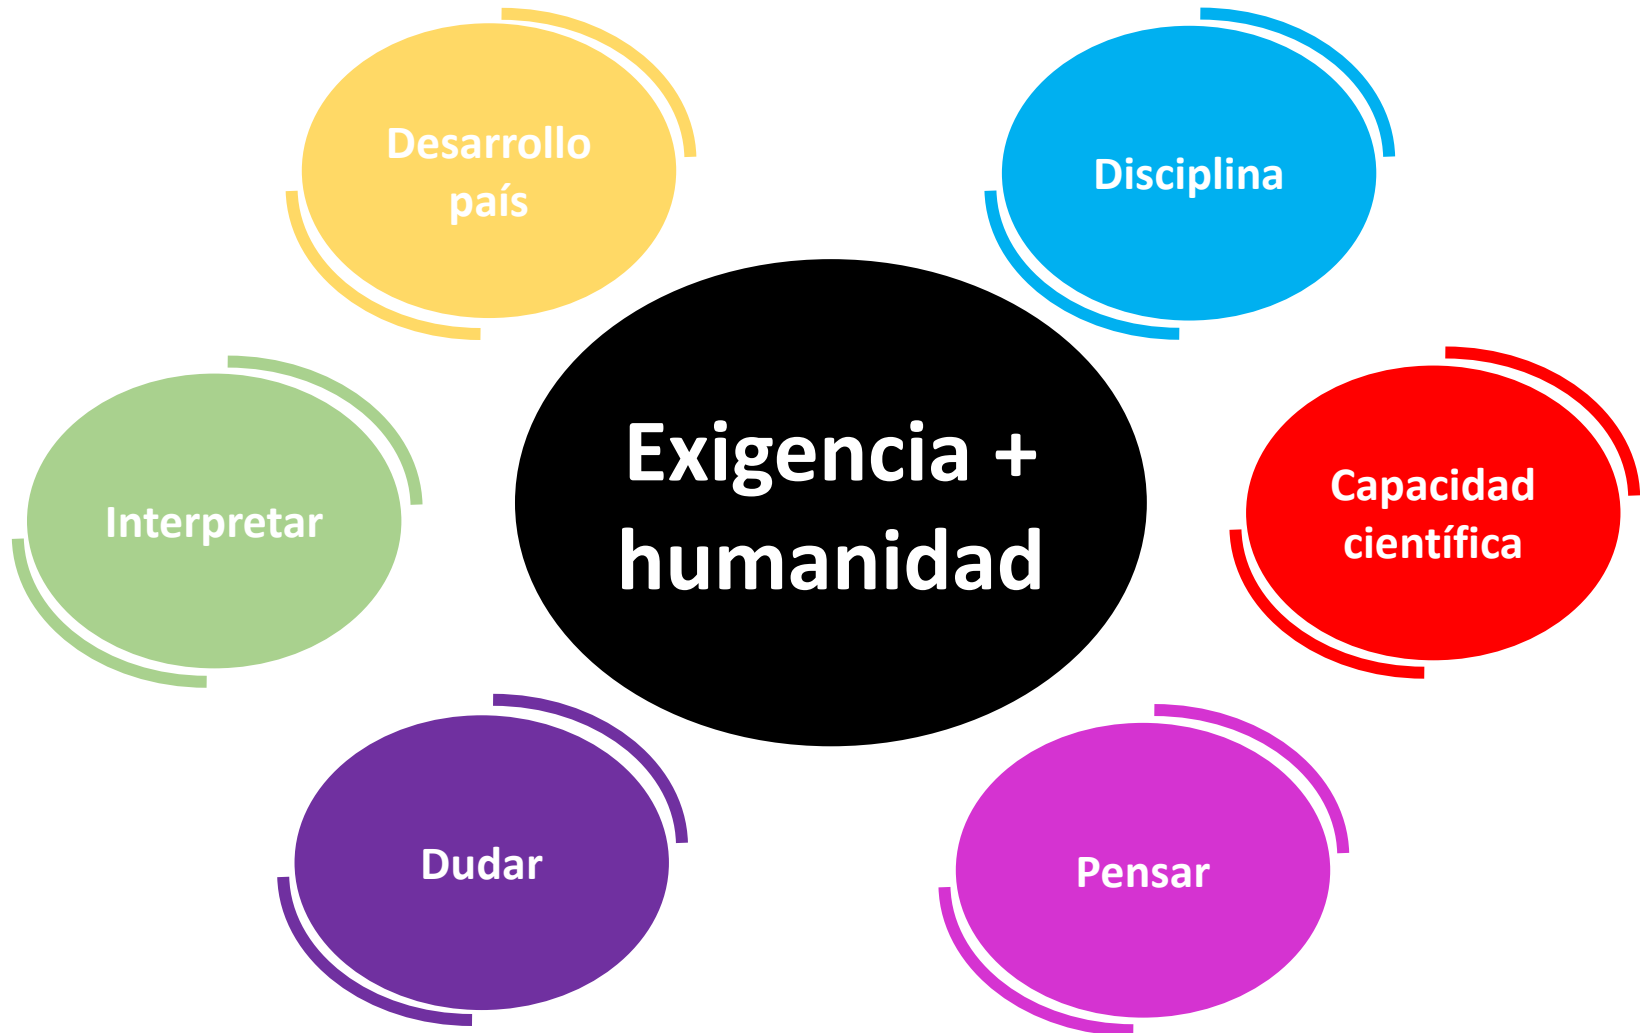 Desarrollo
país
Disciplina
Exigencia +
humanidad
Interpretar
Capacidad
científica
Dudar
Pensar